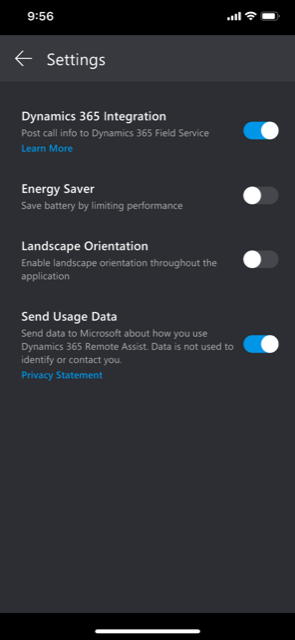 9:56
Settings
Dynamics 365 Integration
Post call info to Dynamics 365 Field Service
Learn More
Energy Saver
Save battery by limiting performance
Landscape Orientation
Enable landscape orientation throughout the
application
Send Usage Data
Send data to Microsoft about how you use
Dynamics 365 Remote Assist. Data is not used to
identify or contact you.
Privacy Statement